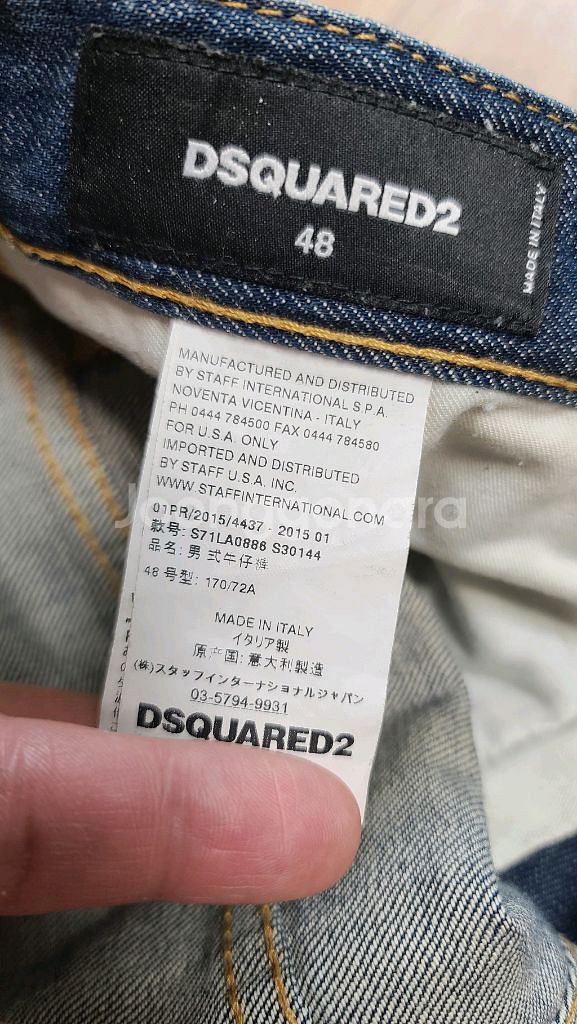 DSQUARED2
48
MADE IN ITALY
MANUFACTURED AND DISTRIBUTED
BY STAFF INTERNATIONAL S.P.A.
NOVENTA VICENTINA - ITALY
PH 0444 784500 FAX 0444 784580
FOR U.S.A. ONLY
IMPORTED AND DISTRIBUTED
BY STAFF U.S.A. INC.
WWW.STAFFINTERNATIONAL.COM
01PR/2015/4437 - 2015 01
款号: S71LA0886 S30144
品名: 男式牛仔裤
48 号型: 170/72A
MADE IN ITALY
イタリア製
原产国: 意大利製造
(株)スタッフインターナショナルジャパン
03-5794-9931
DSQUARED2